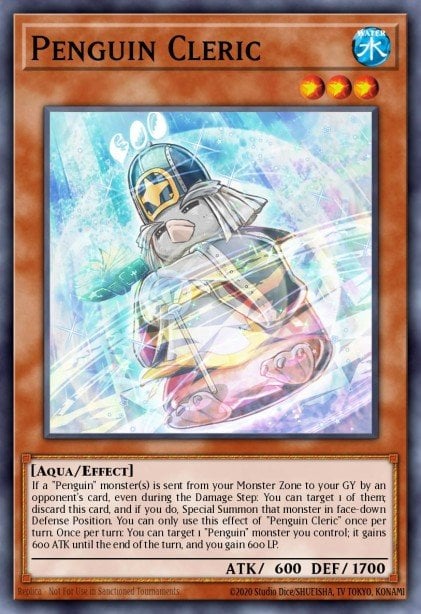 PENGUIN CLERIC
WATER
水
[AQUA/EFFECT]
If a "Penguin" monster(s) is sent from your Monster Zone to your GY by an
opponent's card, even during the Damage Step: You can target 1 of them;
discard this card, and if you do, Special Summon that monster in face-down
Defense Position. You can only use this effect of "Penguin Cleric" once per
turn. Once per turn: You can target 1 "Penguin" monster you control; it gains
600 ATK until the end of the turn, and you gain 600 LP.
ATK/ 600 DEF/1700
Replica - Not For Use in Sanctioned Tournaments
©2020 Studio Dice/SHUEISHA, TV TOKYO, KONAMI